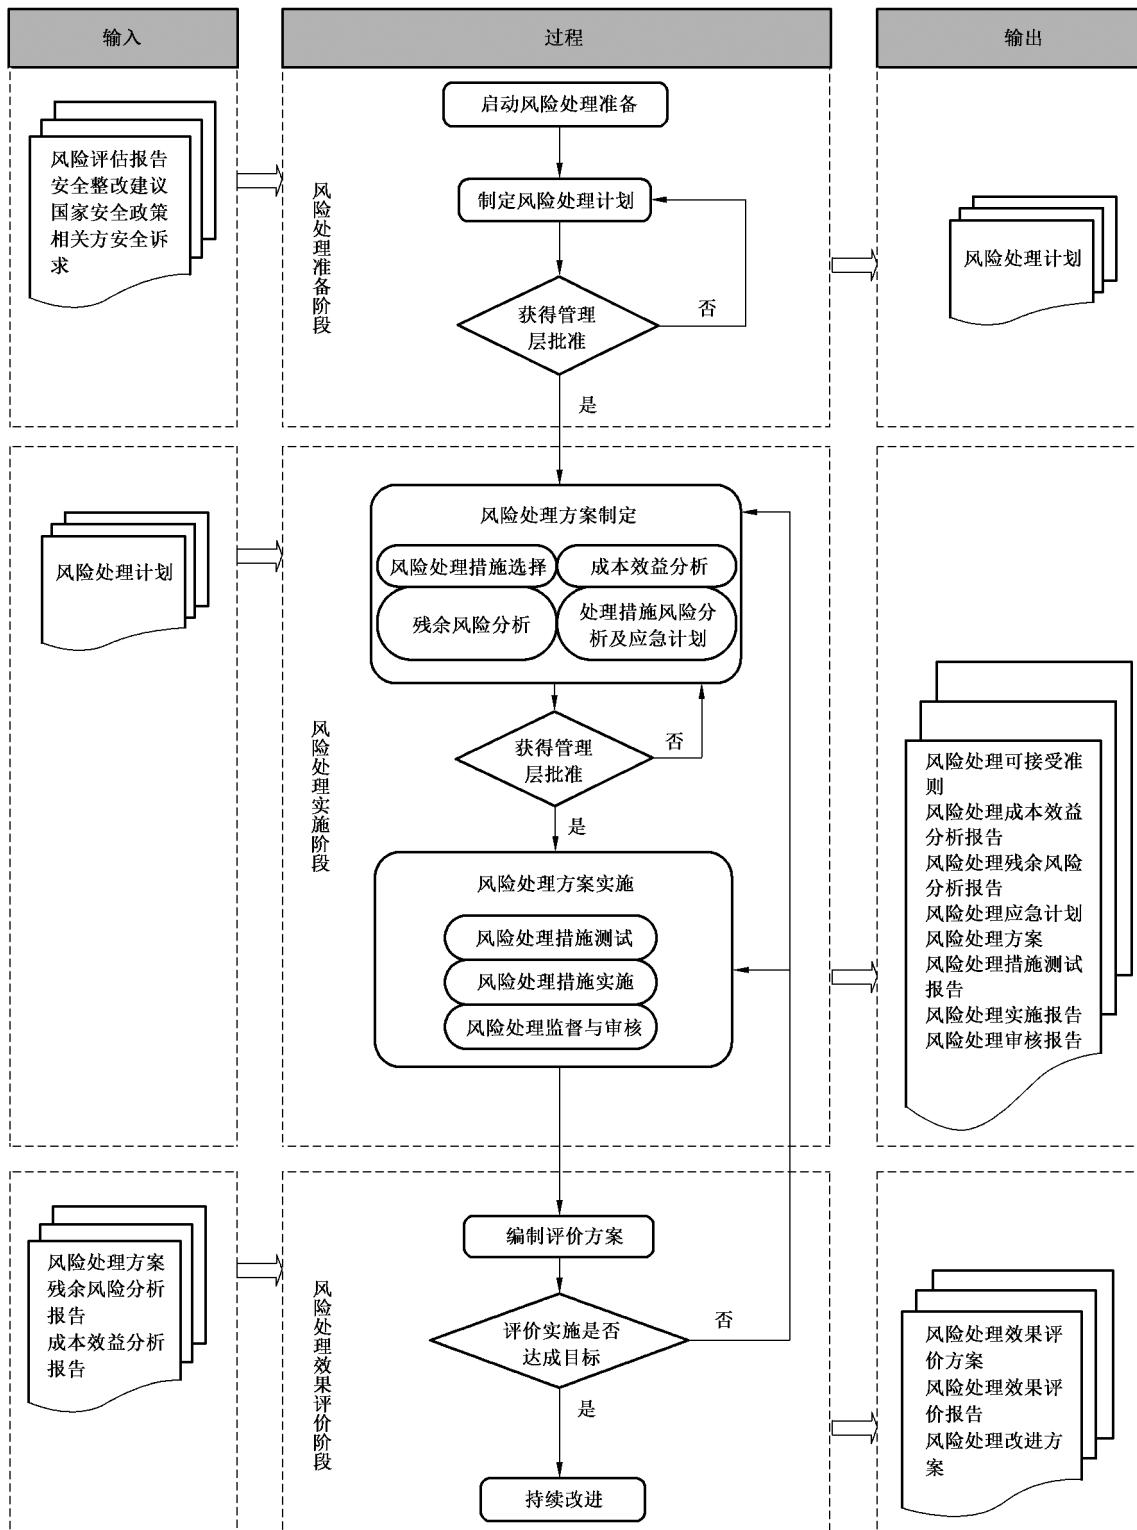 输入
过程
输出
风险评估报告
安全整改建议
国家安全政策
相关方安全诉
求
风险处理准备阶段
启动风险处理准备
制定风险处理计划
获得管理
层批准
否
是
风险处理计划
风险处理计划
风险处理实施阶段
风险处理方案制定
风险处理措施选择
成本效益分析
残余风险分析
处理措施风险分
析及应急计划
获得管理
层批准
否
是
风险处理方案实施
风险处理措施测试
风险处理措施实施
风险处理监督与审核
风险处理可接受准
则
风险处理成本效益
分析报告
风险处理残余风险
分析报告
风险处理应急计划
风险处理方案
风险处理措施测试
报告
风险处理实施报告
风险处理审核报告
风险处理方案
残余风险分析
报告
成本效益分析
报告
风险处理效果评价阶段
编制评价方案
评价实施是否
达成目标
否
是
持续改进
风险处理效果评
价方案
风险处理效果评
价报告
风险处理改进方
案